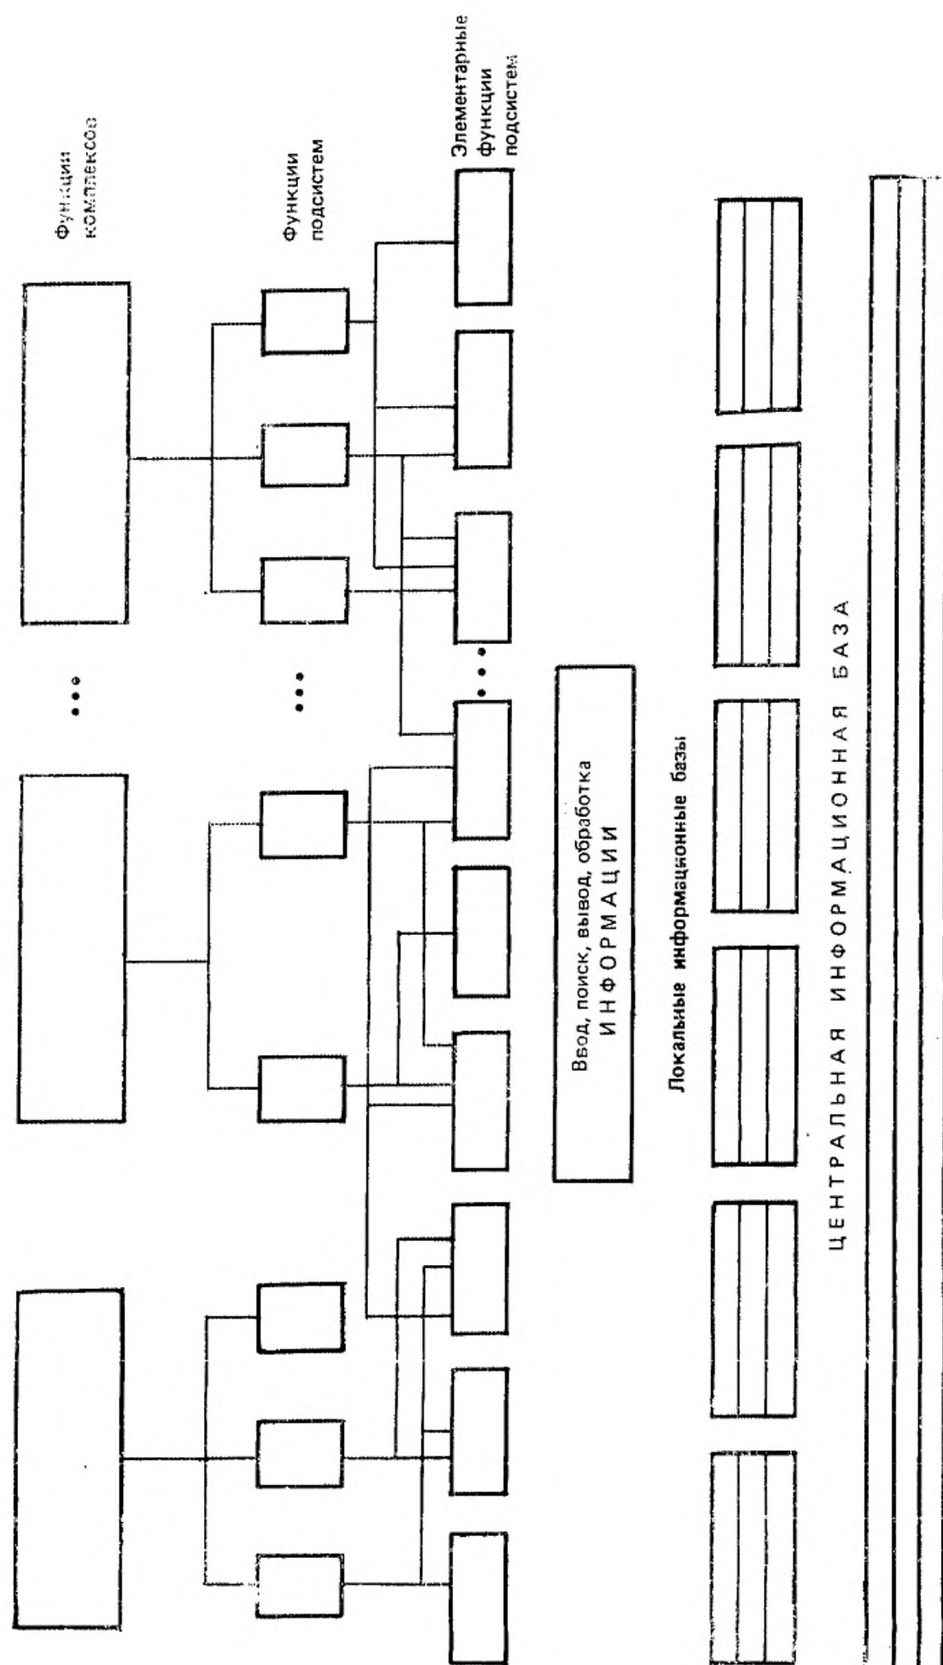 Функции
комплексов
Функции
подсистем
Элементарные
функции
подсистем
Ввод, поиск, вывод, обработка
ИНФОРМАЦИИ
Локальные информационные базы
ЦЕНТРАЛЬНАЯ ИНФОРМАЦИОННАЯ БАЗА